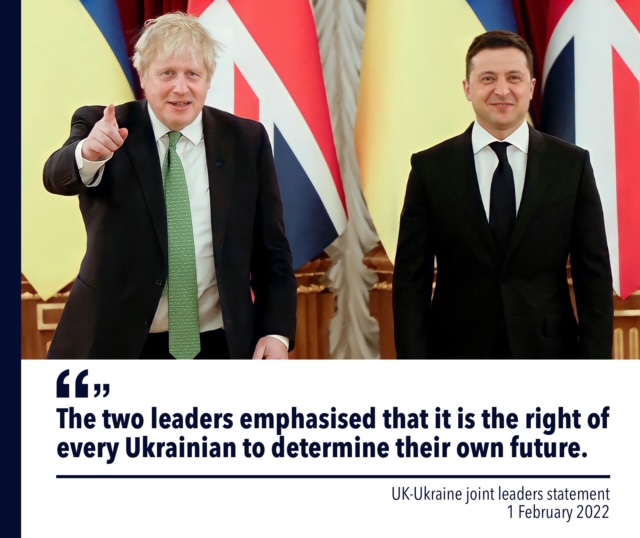 “„
The two leaders emphasised that it is the right of
every Ukrainian to determine their own future.
UK-Ukraine joint leaders statement
1 February 2022